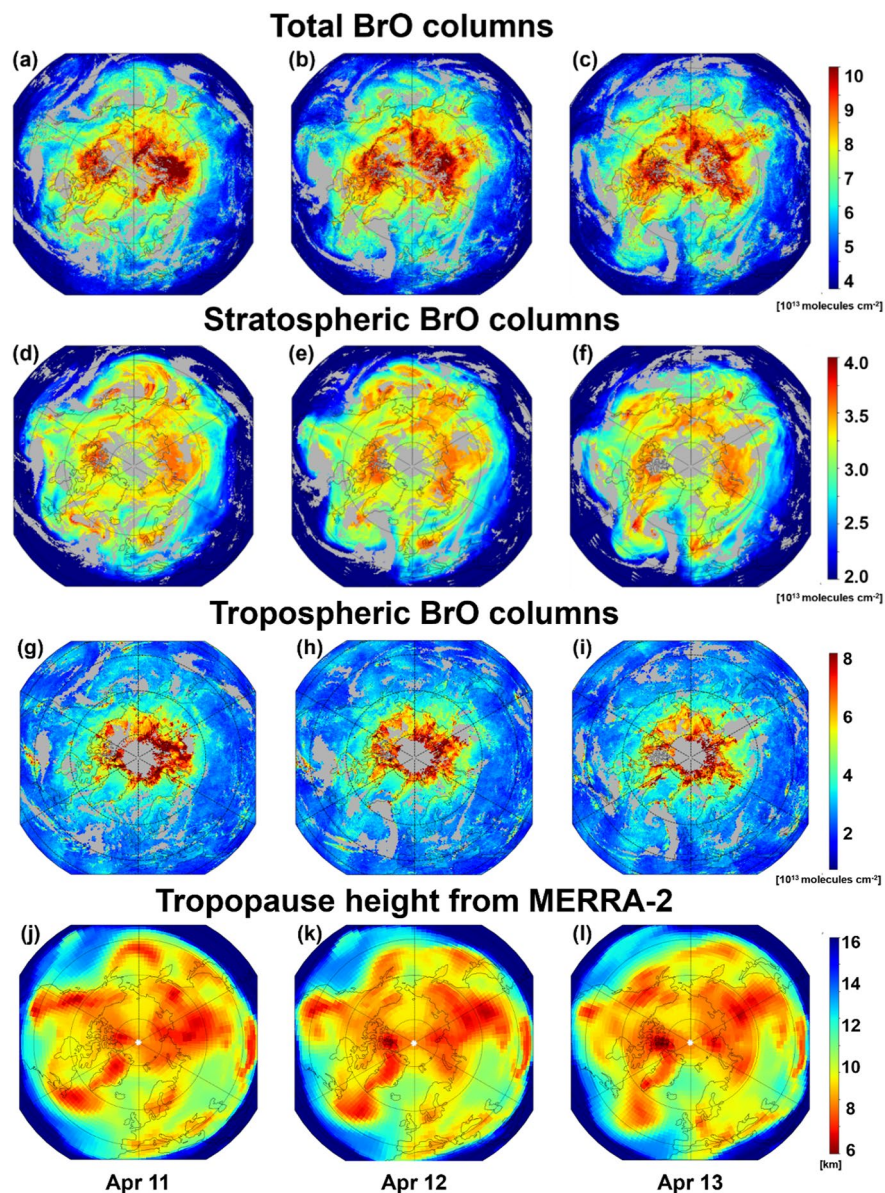 Total BrO columns
(a) (b) (c)
10
9
8
7
6
5
4
[10¹³ molecules cm⁻²]
Stratospheric BrO columns
(d) (e) (f)
4.0
3.5
3.0
2.5
2.0
[10¹³ molecules cm⁻²]
Tropospheric BrO columns
(g) (h) (i)
8
6
4
2
[10¹³ molecules cm⁻²]
Tropopause height from MERRA-2
(j) (k) (l)
16
14
12
10
8
6
[km]
Apr 11 Apr 12 Apr 13